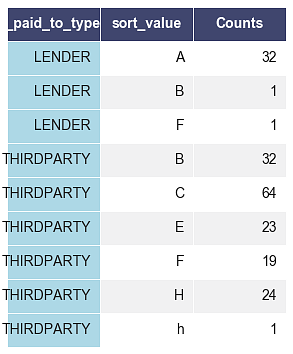 _paid_to_type sort_value Counts
LENDER A 32
LENDER B 1
LENDER F 1
THIRDPARTY B 32
THIRDPARTY C 64
THIRDPARTY E 23
THIRDPARTY F 19
THIRDPARTY H 24
THIRDPARTY h 1